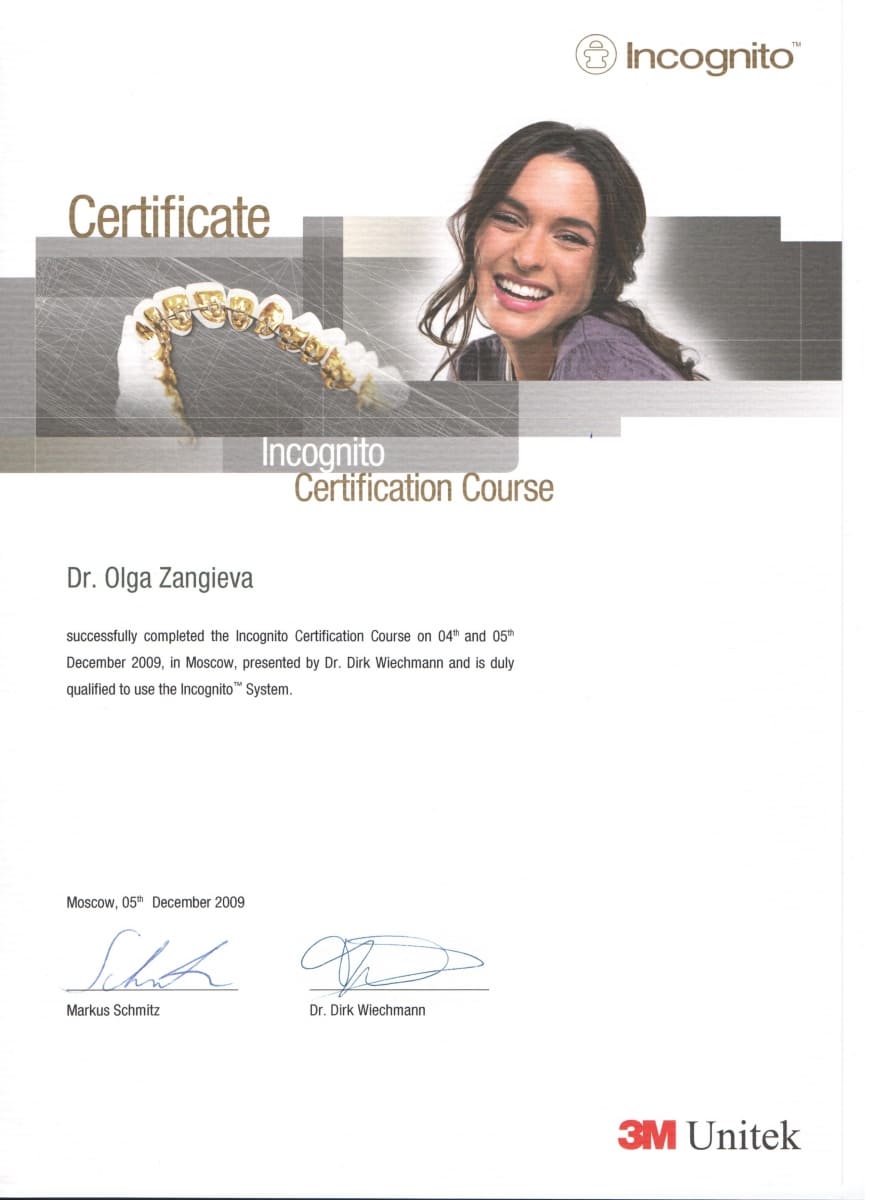 Incognito™
Certificate
Incognito
Certification Course
Dr. Olga Zangieva
successfully completed the Incognito Certification Course on 04th and 05th
December 2009, in Moscow, presented by Dr. Dirk Wiechmann and is duly
qualified to use the Incognito™ System.
Moscow, 05th December 2009
Markus Schmitz
Dr. Dirk Wiechmann
3M Unitek